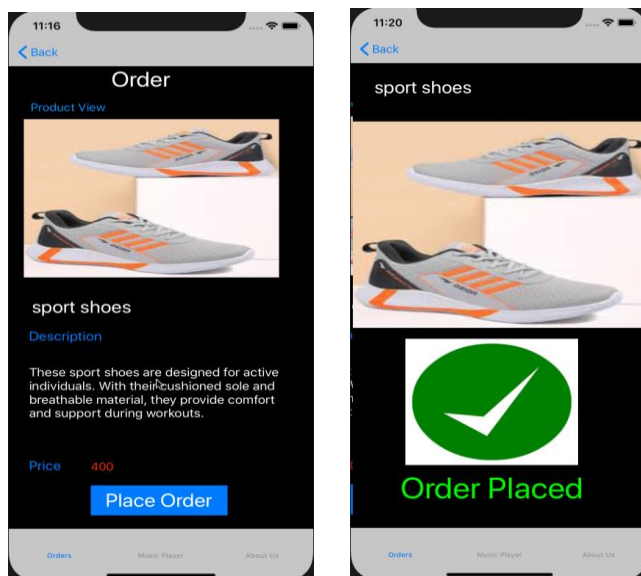 11:16
Back
Order
Product View
sport shoes
Description
These sport shoes are designed for active
individuals. With their cushioned sole and
breathable material, they provide comfort
and support during workouts.
Price 400
Place Order
Orders Music Player About Us
11:20
Back
sport shoes
Order Placed
Orders Music Player About Us